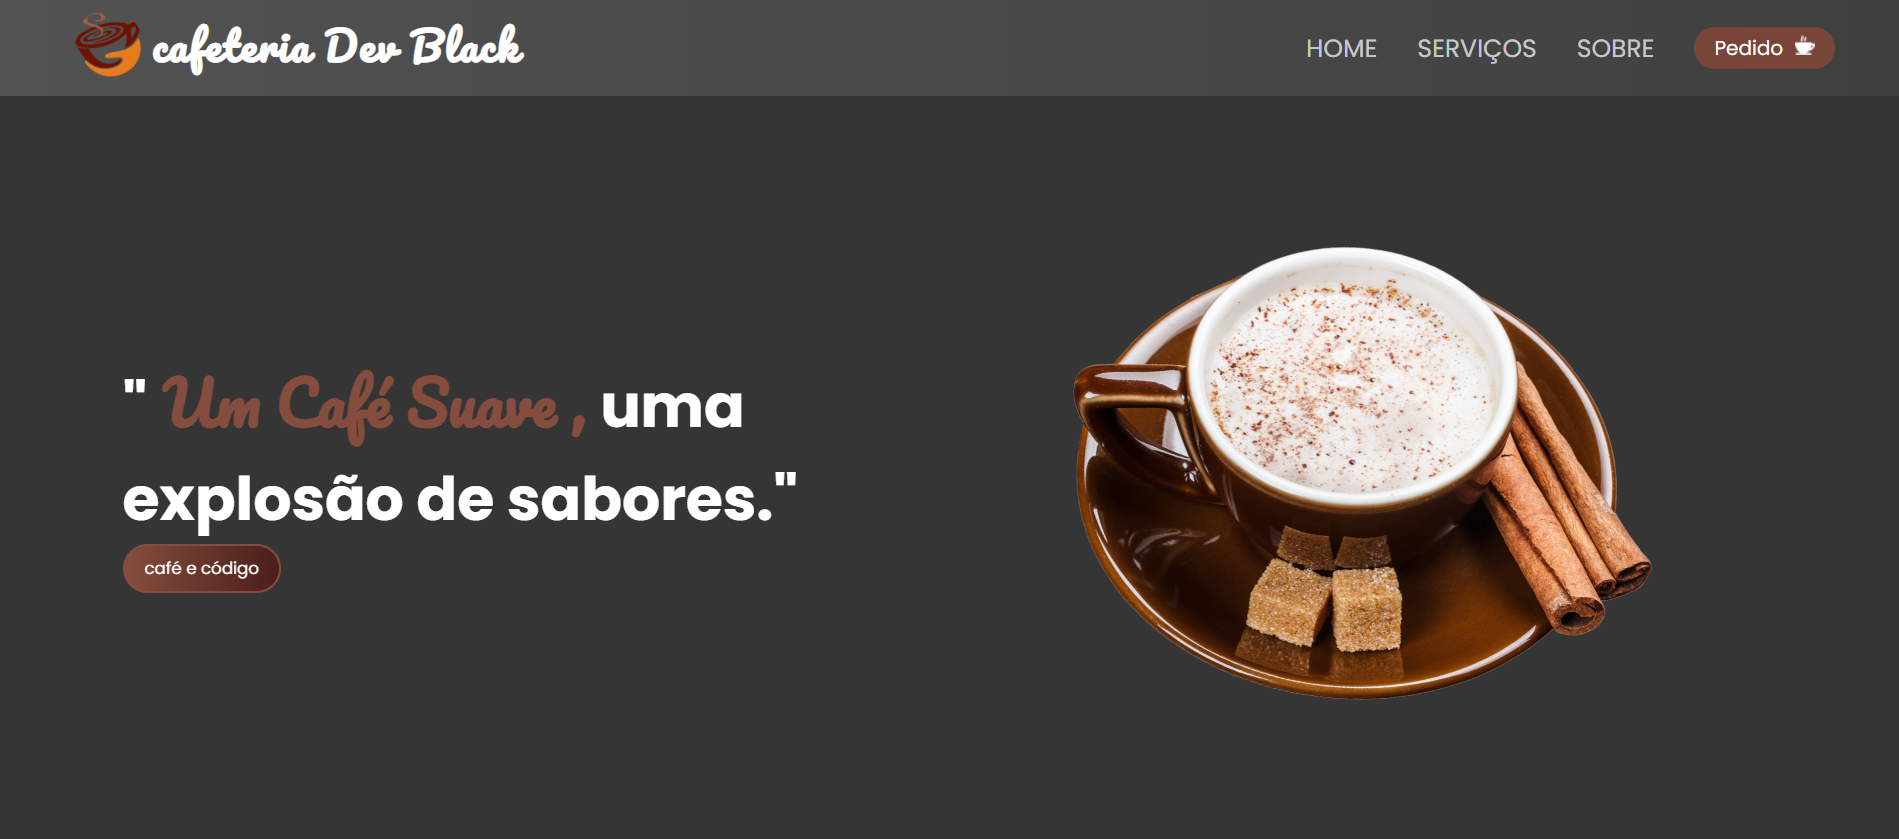 cafeteria Dev Black
HOME SERVIÇOS SOBRE Pedido
" Um Café Suave , uma
explosão de sabores."
café e código